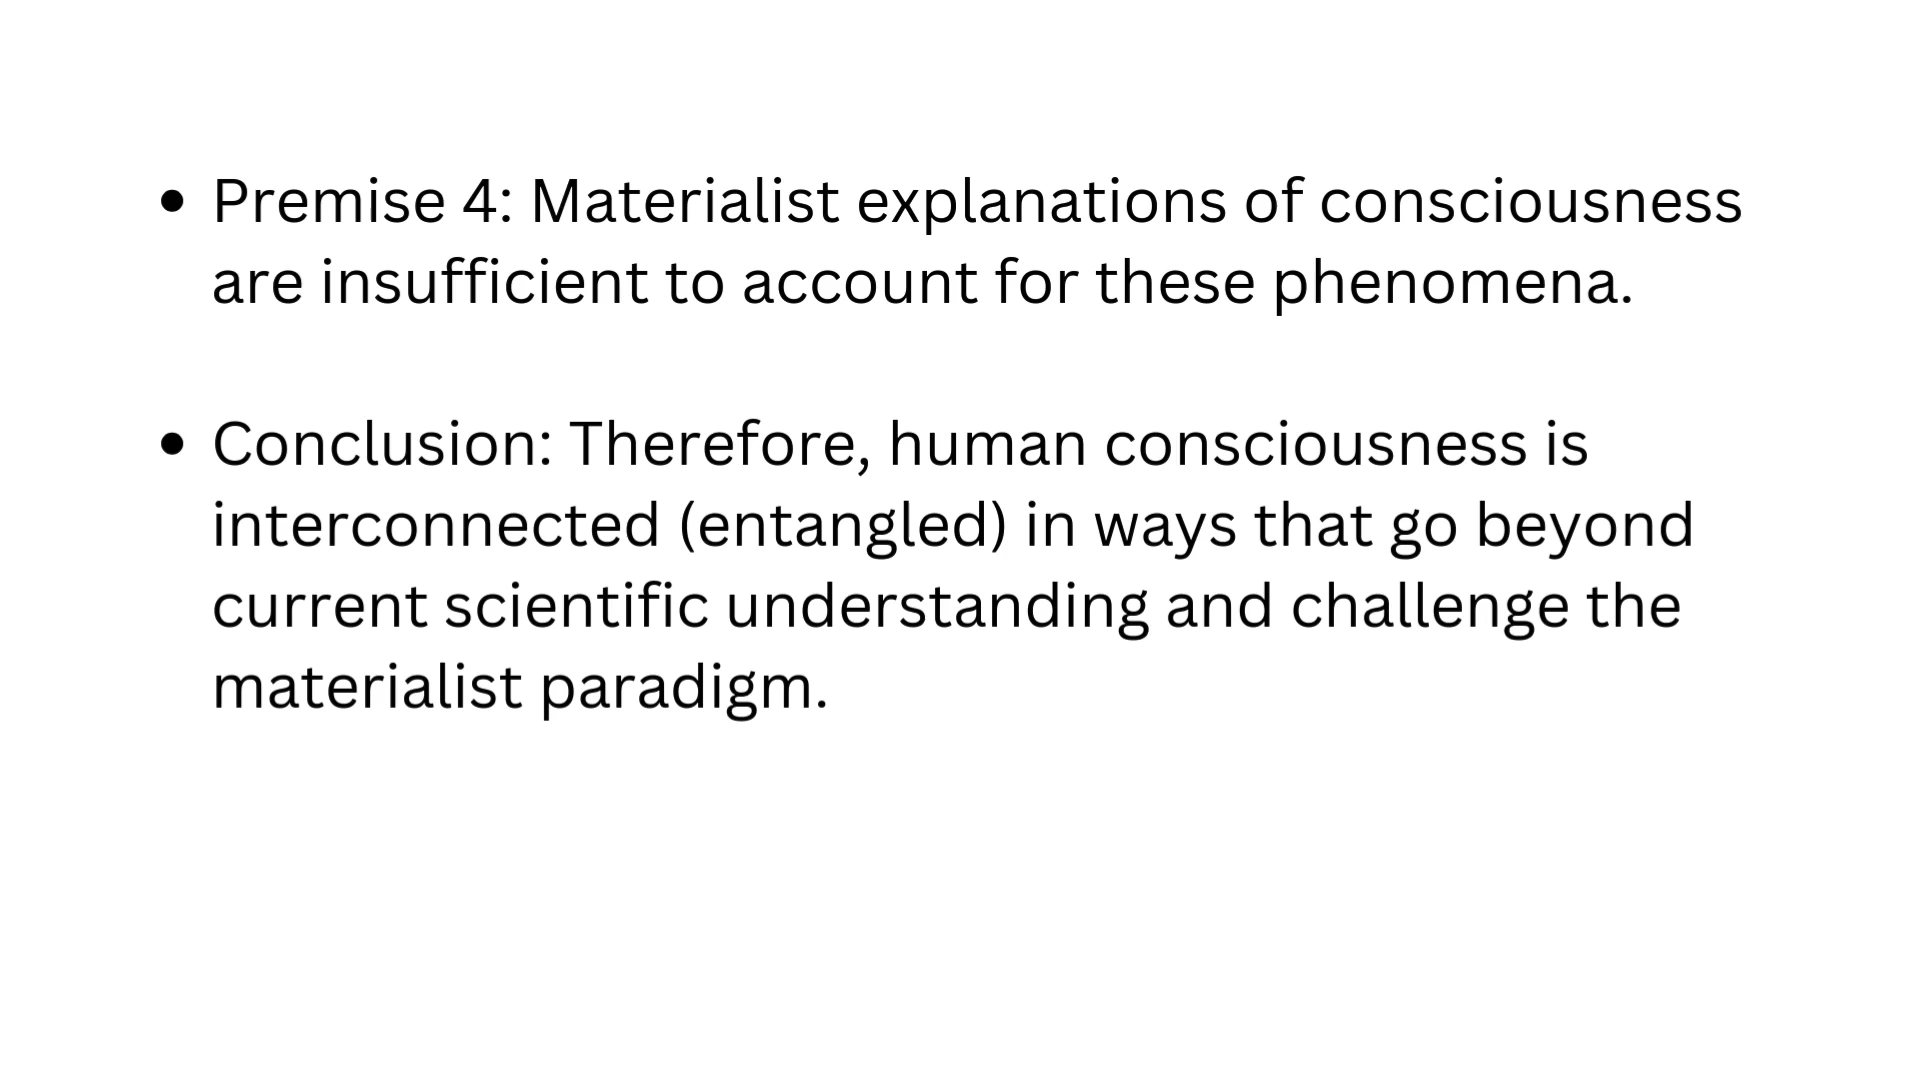 • Premise 4: Materialist explanations of consciousness
are insufficient to account for these phenomena.
• Conclusion: Therefore, human consciousness is
interconnected (entangled) in ways that go beyond
current scientific understanding and challenge the
materialist paradigm.